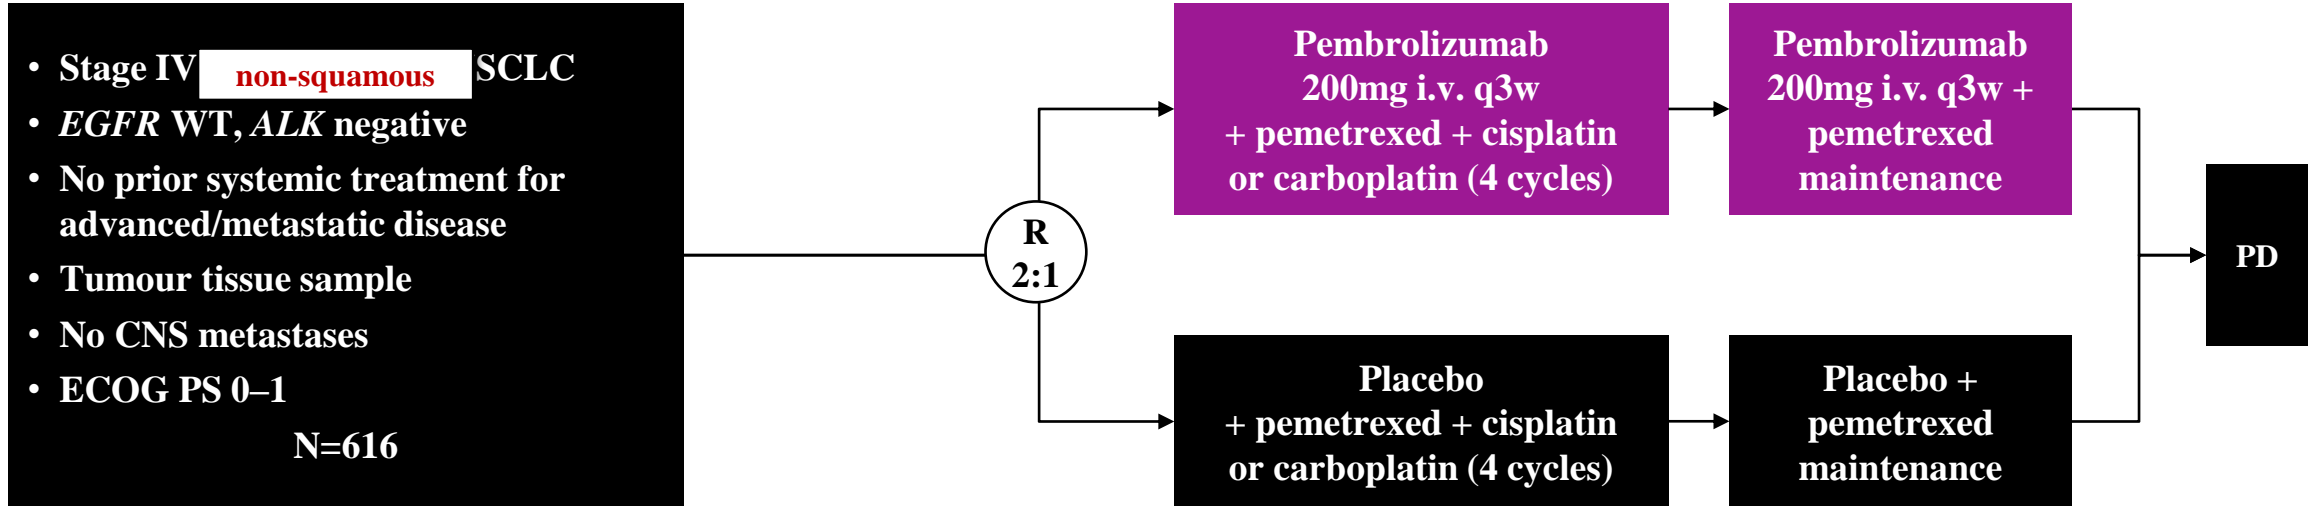 • Stage IV non-squamous SCLC
• EGFR WT, ALK negative
• No prior systemic treatment for
advanced/metastatic disease
• Tumour tissue sample
• No CNS metastases
• ECOG PS 0–1
N=616
R
2:1
Pembrolizumab
200mg i.v. q3w
+ pemetrexed + cisplatin
or carboplatin (4 cycles)
Pembrolizumab
200mg i.v. q3w +
pemetrexed
maintenance
Placebo
+ pemetrexed + cisplatin
or carboplatin (4 cycles)
Placebo +
pemetrexed
maintenance
PD